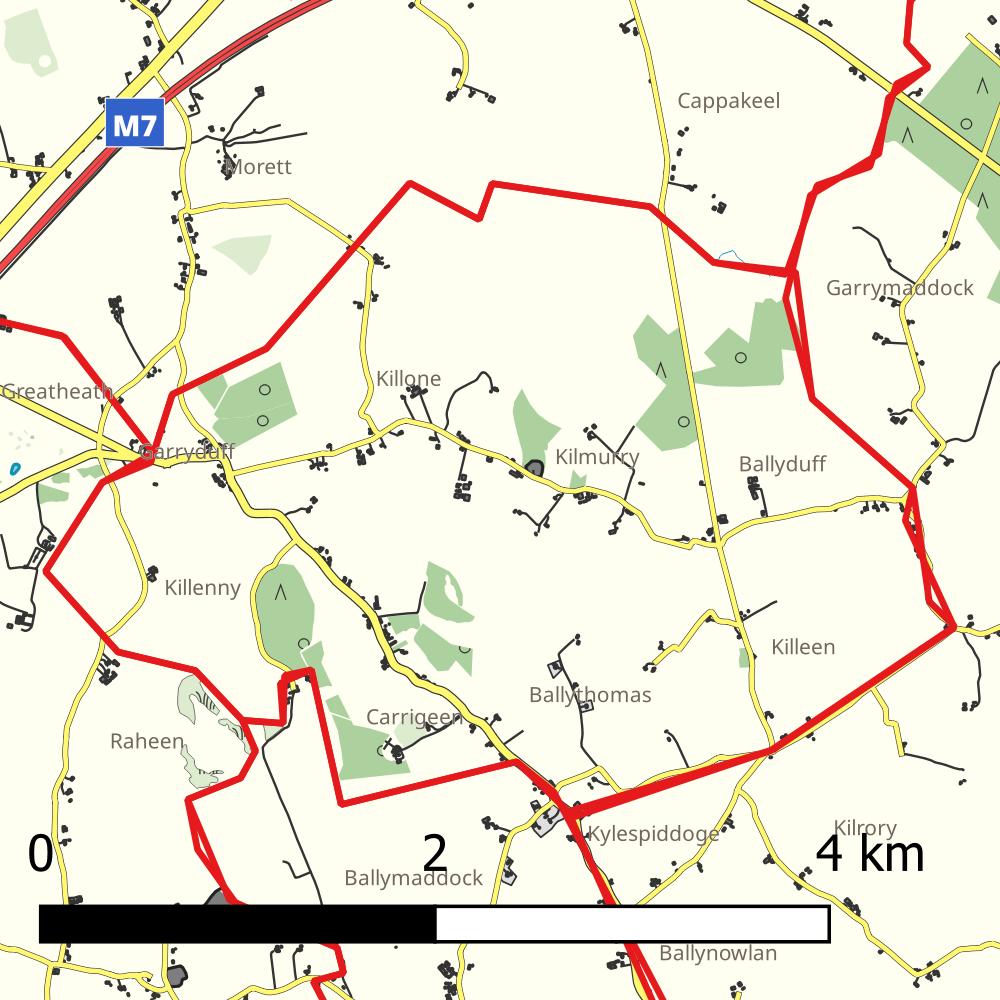 Cappakeel
M7
Morett
Garrymaddock
Killone
Greatheath
Garryduff
Kilmurry
Ballyduff
Killenny
Killeen
Ballythomas
Carrigeen
Raheen
Kylespiddoge
Kilrory
0 2 4 km
Ballymaddock
Ballynowlan